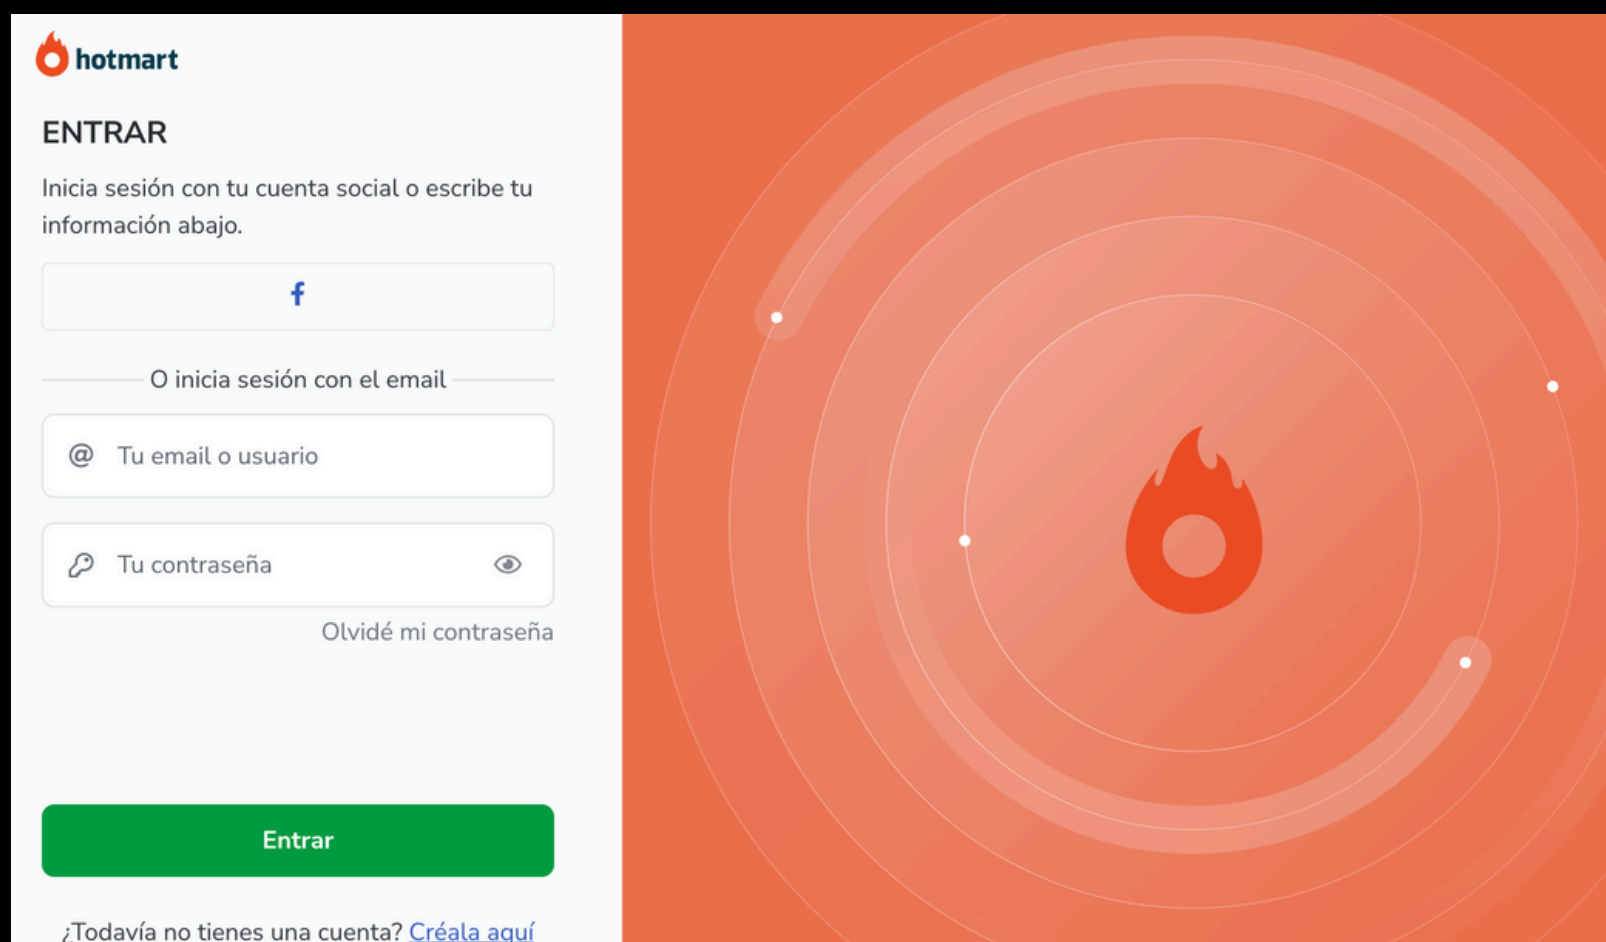 hotmart
ENTRAR
Inicia sesión con tu cuenta social o escribe tu
información abajo.
O inicia sesión con el email
@ Tu email o usuario
Tu contraseña
Olvidé mi contraseña
Entrar
¿Todavía no tienes una cuenta? Créala aquí